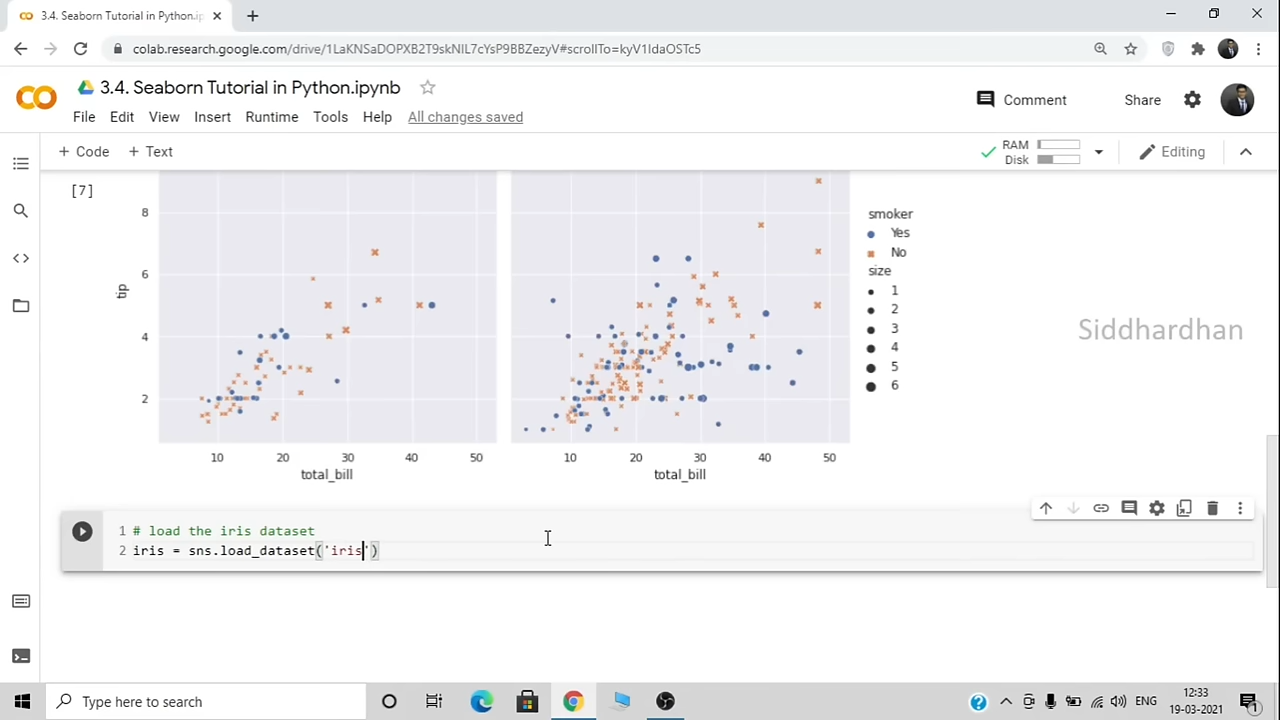 3.4. Seaborn Tutorial in Python.ip
colab.research.google.com/drive/1LaKNSaDOPXB2T9skNIL7cYsP9BBZezyV#scrollTo=kyV1IdaOSTc5
3.4. Seaborn Tutorial in Python.ipynb
Comment
Share
File Edit View Insert Runtime Tools Help All changes saved
+ Code + Text
RAM
Disk
Editing
[7]
8
6
4
2
tip
10 20 30 40 50
total_bill
10 20 30 40 50
total_bill
smoker
Yes
No
size
1
2
3
4
5
6
Siddhardhan
1 # load the iris dataset
2 iris = sns.load_dataset('iris')
Type here to search
ENG
12:33
19-03-2021
1